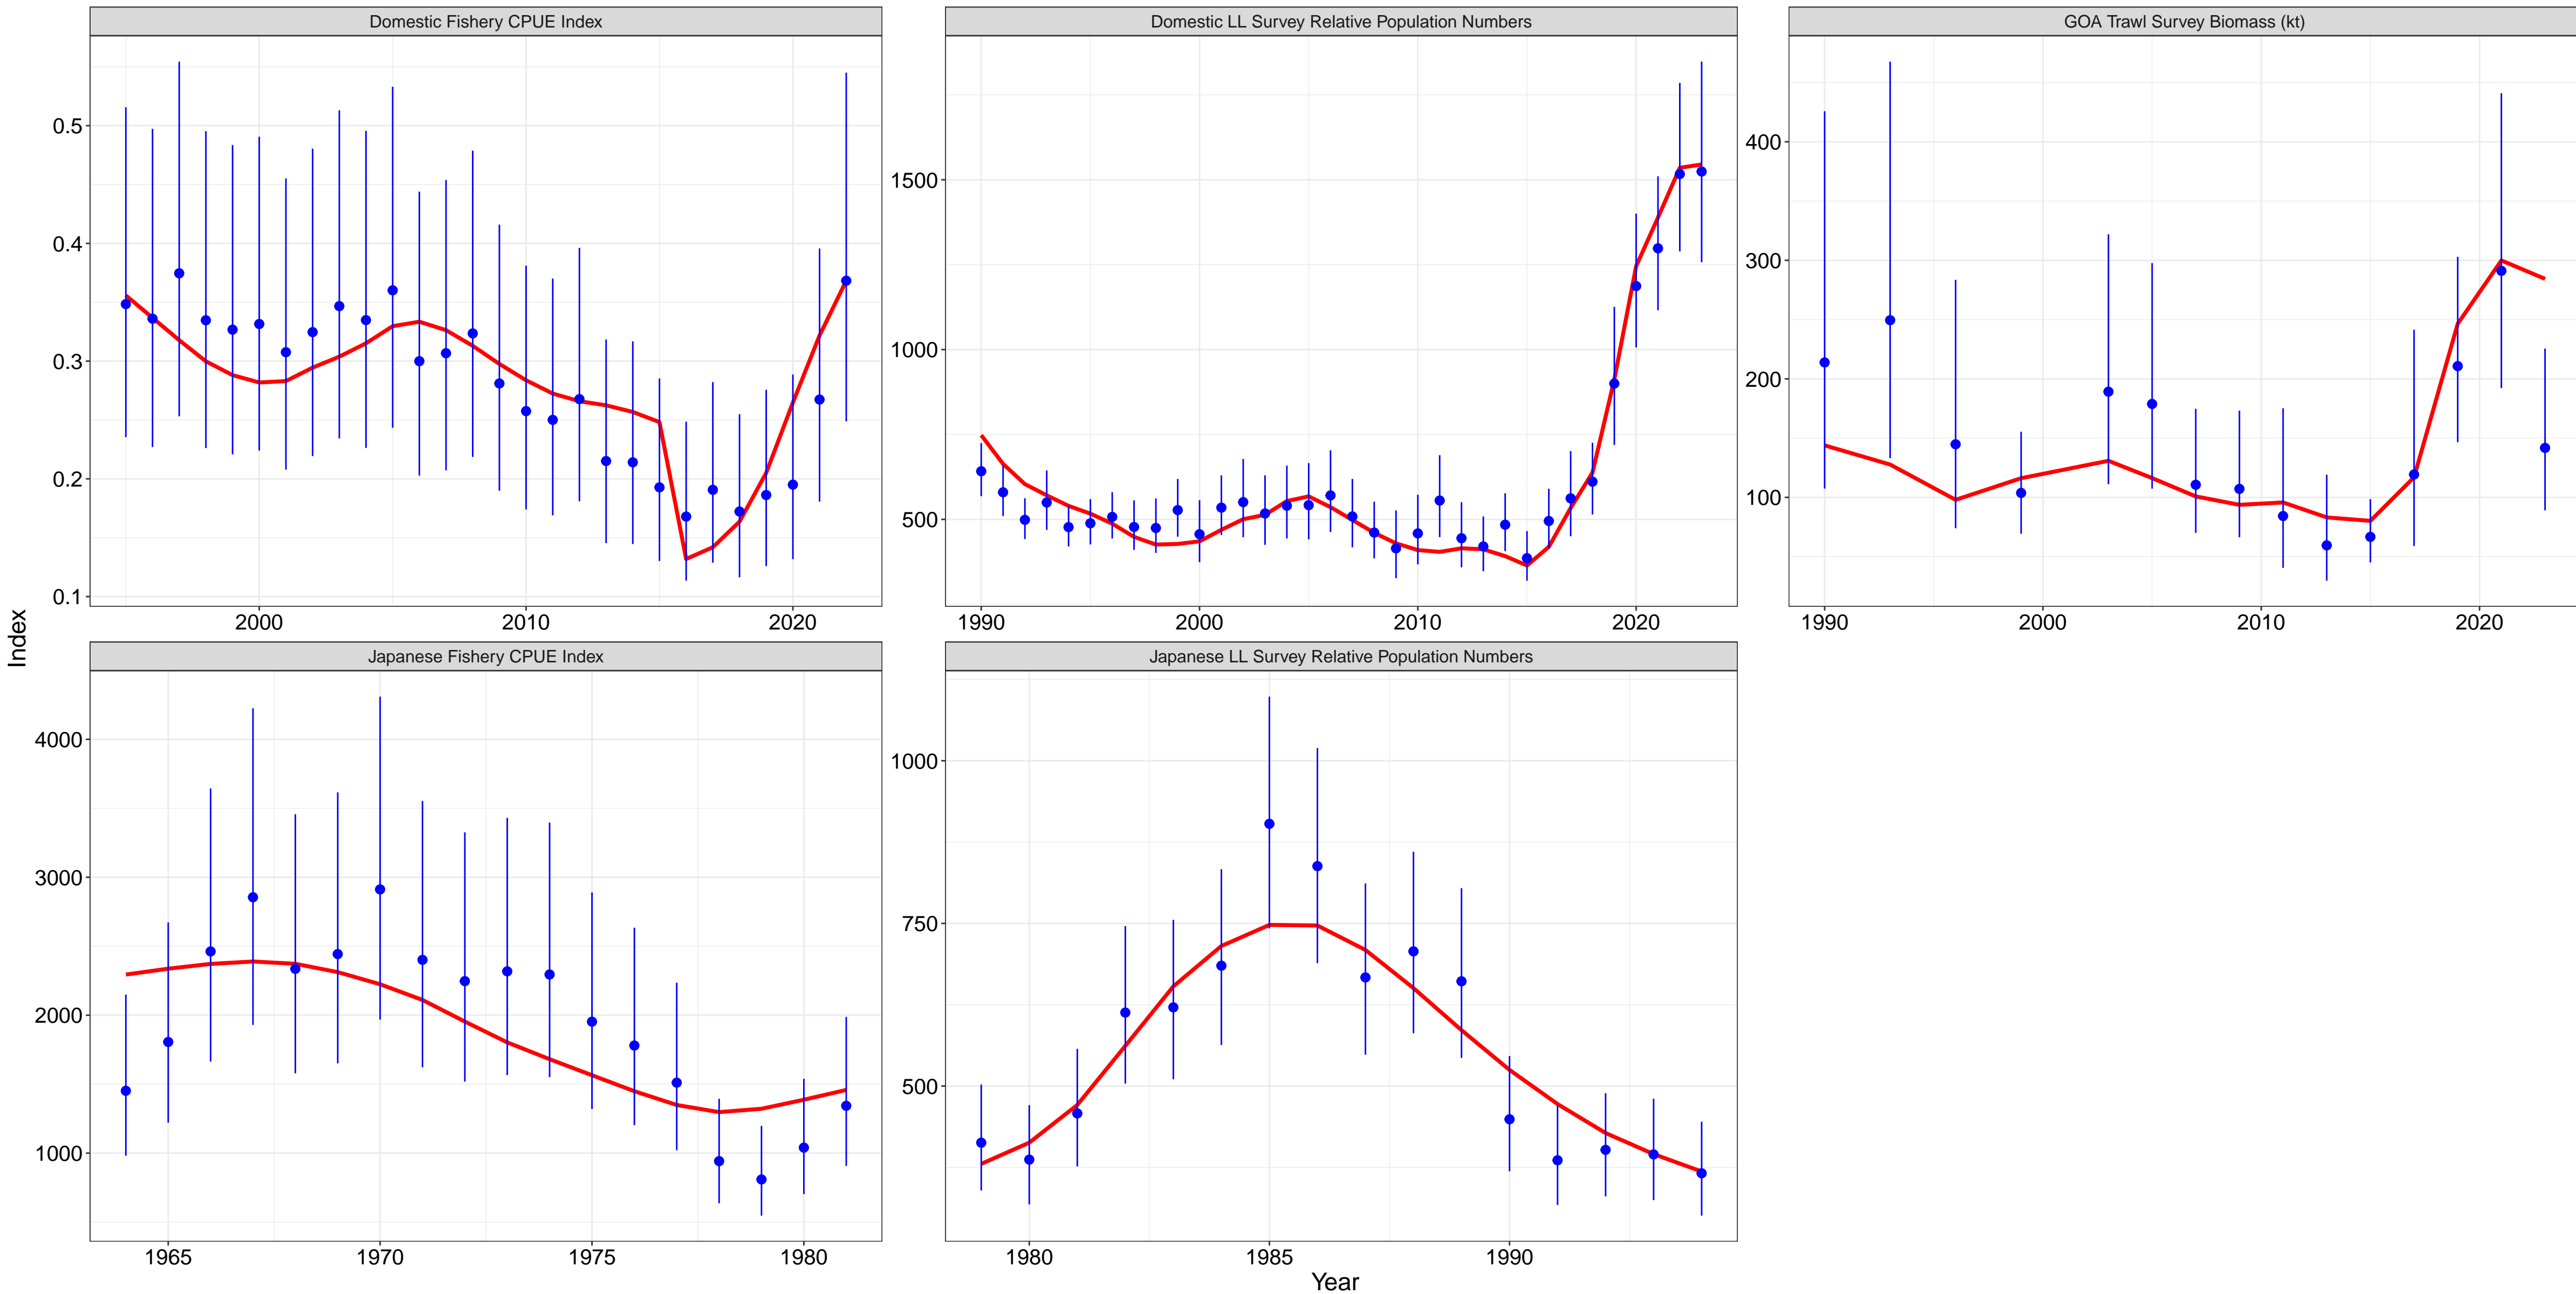 Domestic Fishery CPUE Index
Domestic LL Survey Relative Population Numbers
GOA Trawl Survey Biomass (kt)
0.5
0.4
0.3
0.2
0.1
2000 2010 2020
1500
1000
500
1990 2000 2010 2020
400
300
200
100
1990 2000 2010 2020
Index
Japanese Fishery CPUE Index
Japanese LL Survey Relative Population Numbers
4000
3000
2000
1000
1965 1970 1975 1980
1000
750
500
1980 1985 1990
Year